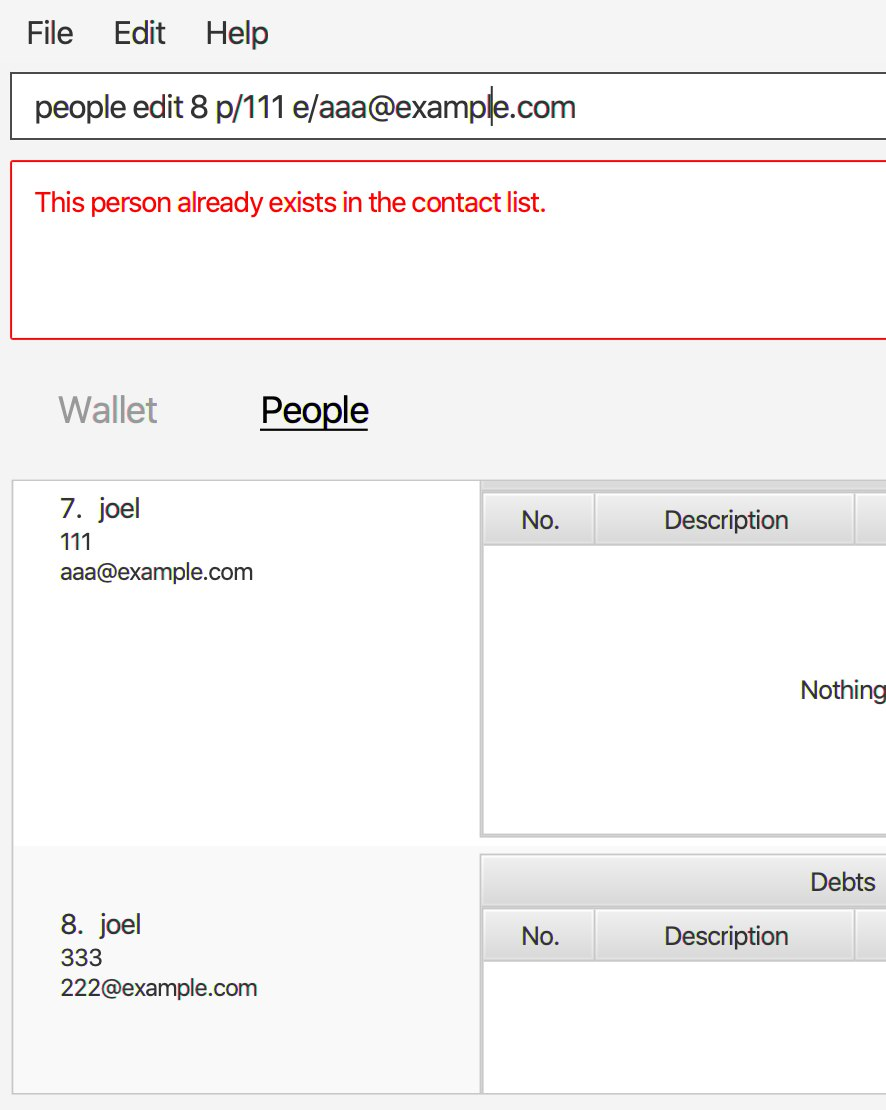 File Edit Help
people edit 8 p/111 e/aaa@example.com
This person already exists in the contact list.
Wallet People
7. joel
111
aaa@example.com
No. Description
Nothing
Debts
8. joel
333
222@example.com
No. Description